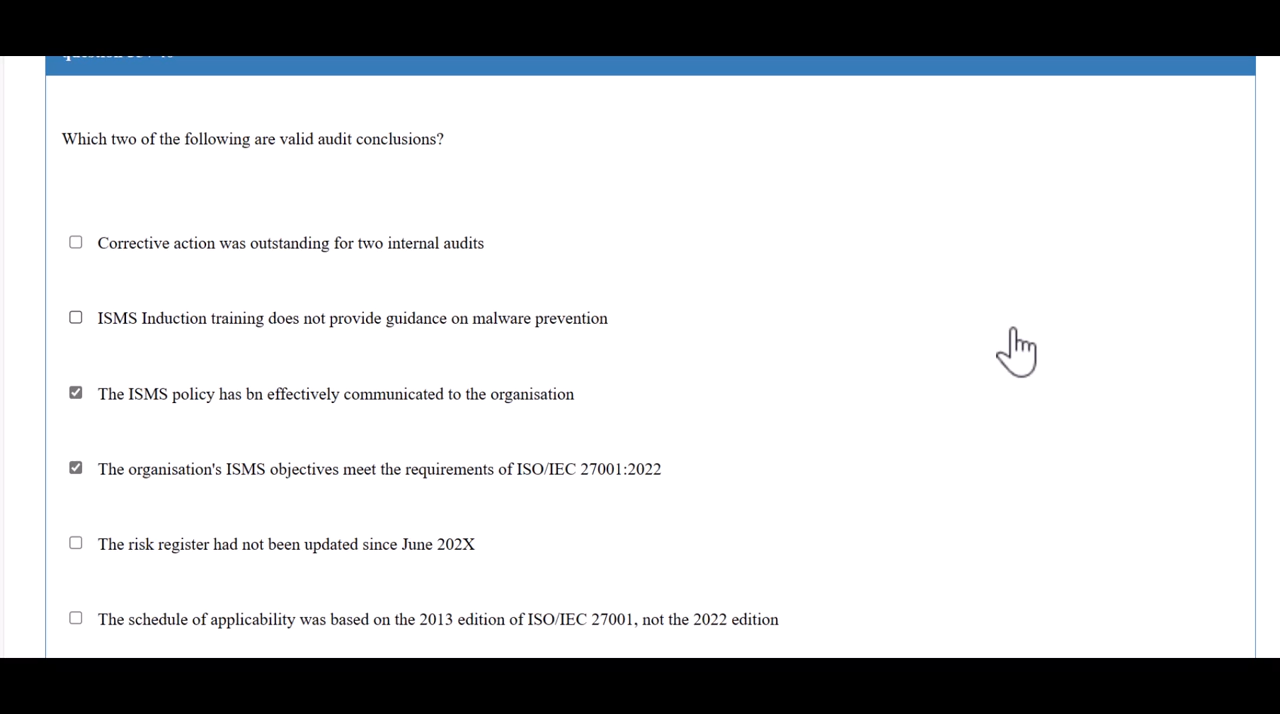 Which two of the following are valid audit conclusions?
Corrective action was outstanding for two internal audits
ISMS Induction training does not provide guidance on malware prevention
The ISMS policy has bn effectively communicated to the organisation
The organisation's ISMS objectives meet the requirements of ISO/IEC 27001:2022
The risk register had not been updated since June 202X
The schedule of applicability was based on the 2013 edition of ISO/IEC 27001, not the 2022 edition